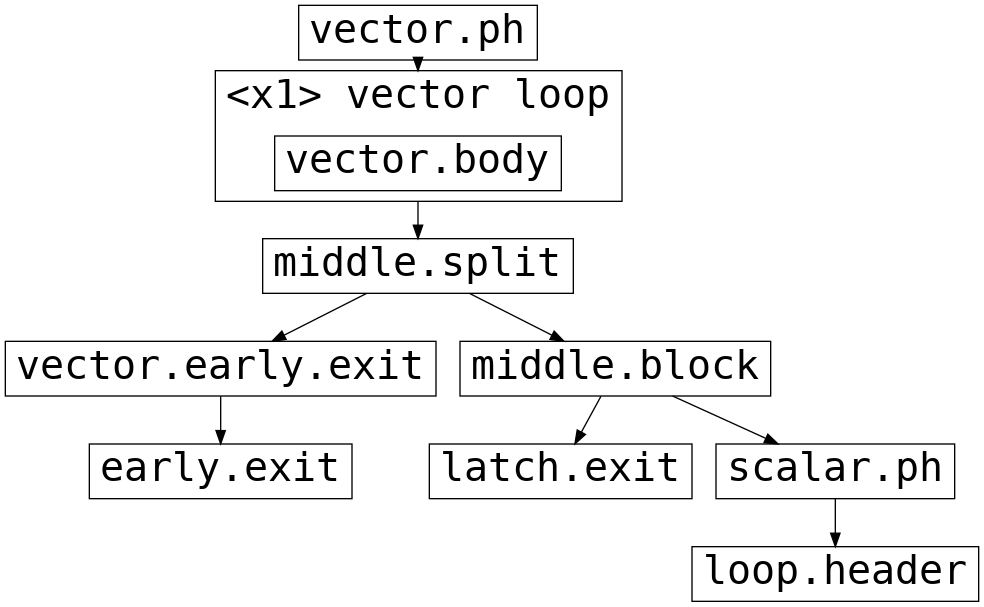 vector.ph
<x1> vector loop
vector.body
middle.split
vector.early.exit
middle.block
early.exit
latch.exit
scalar.ph
loop.header